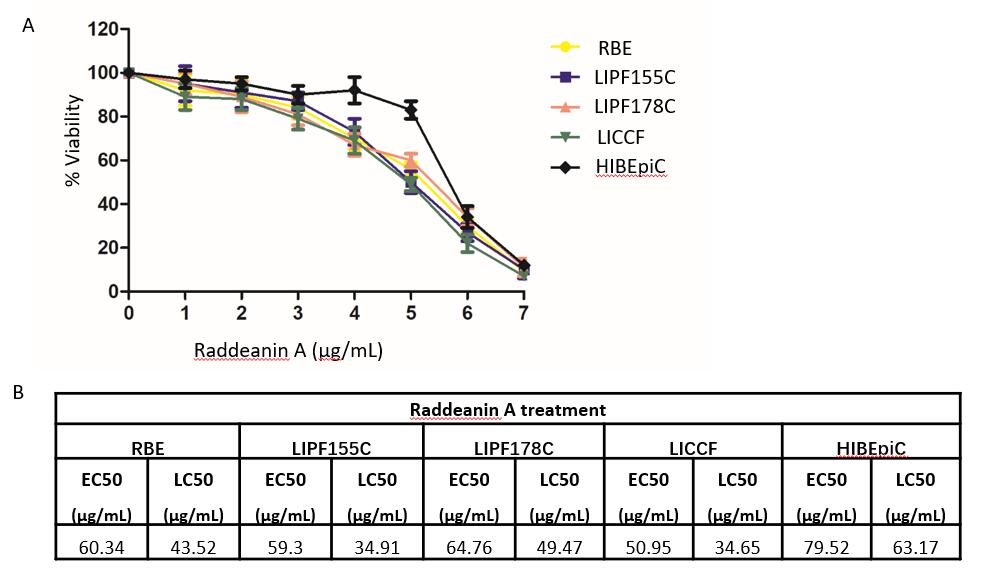 A
120
100
80
60
40
20
0
% Viability
0 1 2 3 4 5 6 7
Raddeanin A (µg/mL)
RBE
LIPF155C
LIPF178C
LICCF
HIBEpiC
B
Raddeanin A treatment
RBE LIPF155C LIPF178C LICCF HIBEpiC
EC50 LC50 EC50 LC50 EC50 LC50 EC50 LC50 EC50 LC50
(µg/mL) (µg/mL) (µg/mL) (µg/mL) (µg/mL) (µg/mL) (µg/mL) (µg/mL) (µg/mL) (µg/mL)
60.34 43.52 59.3 34.91 64.76 49.47 50.95 34.65 79.52 63.17